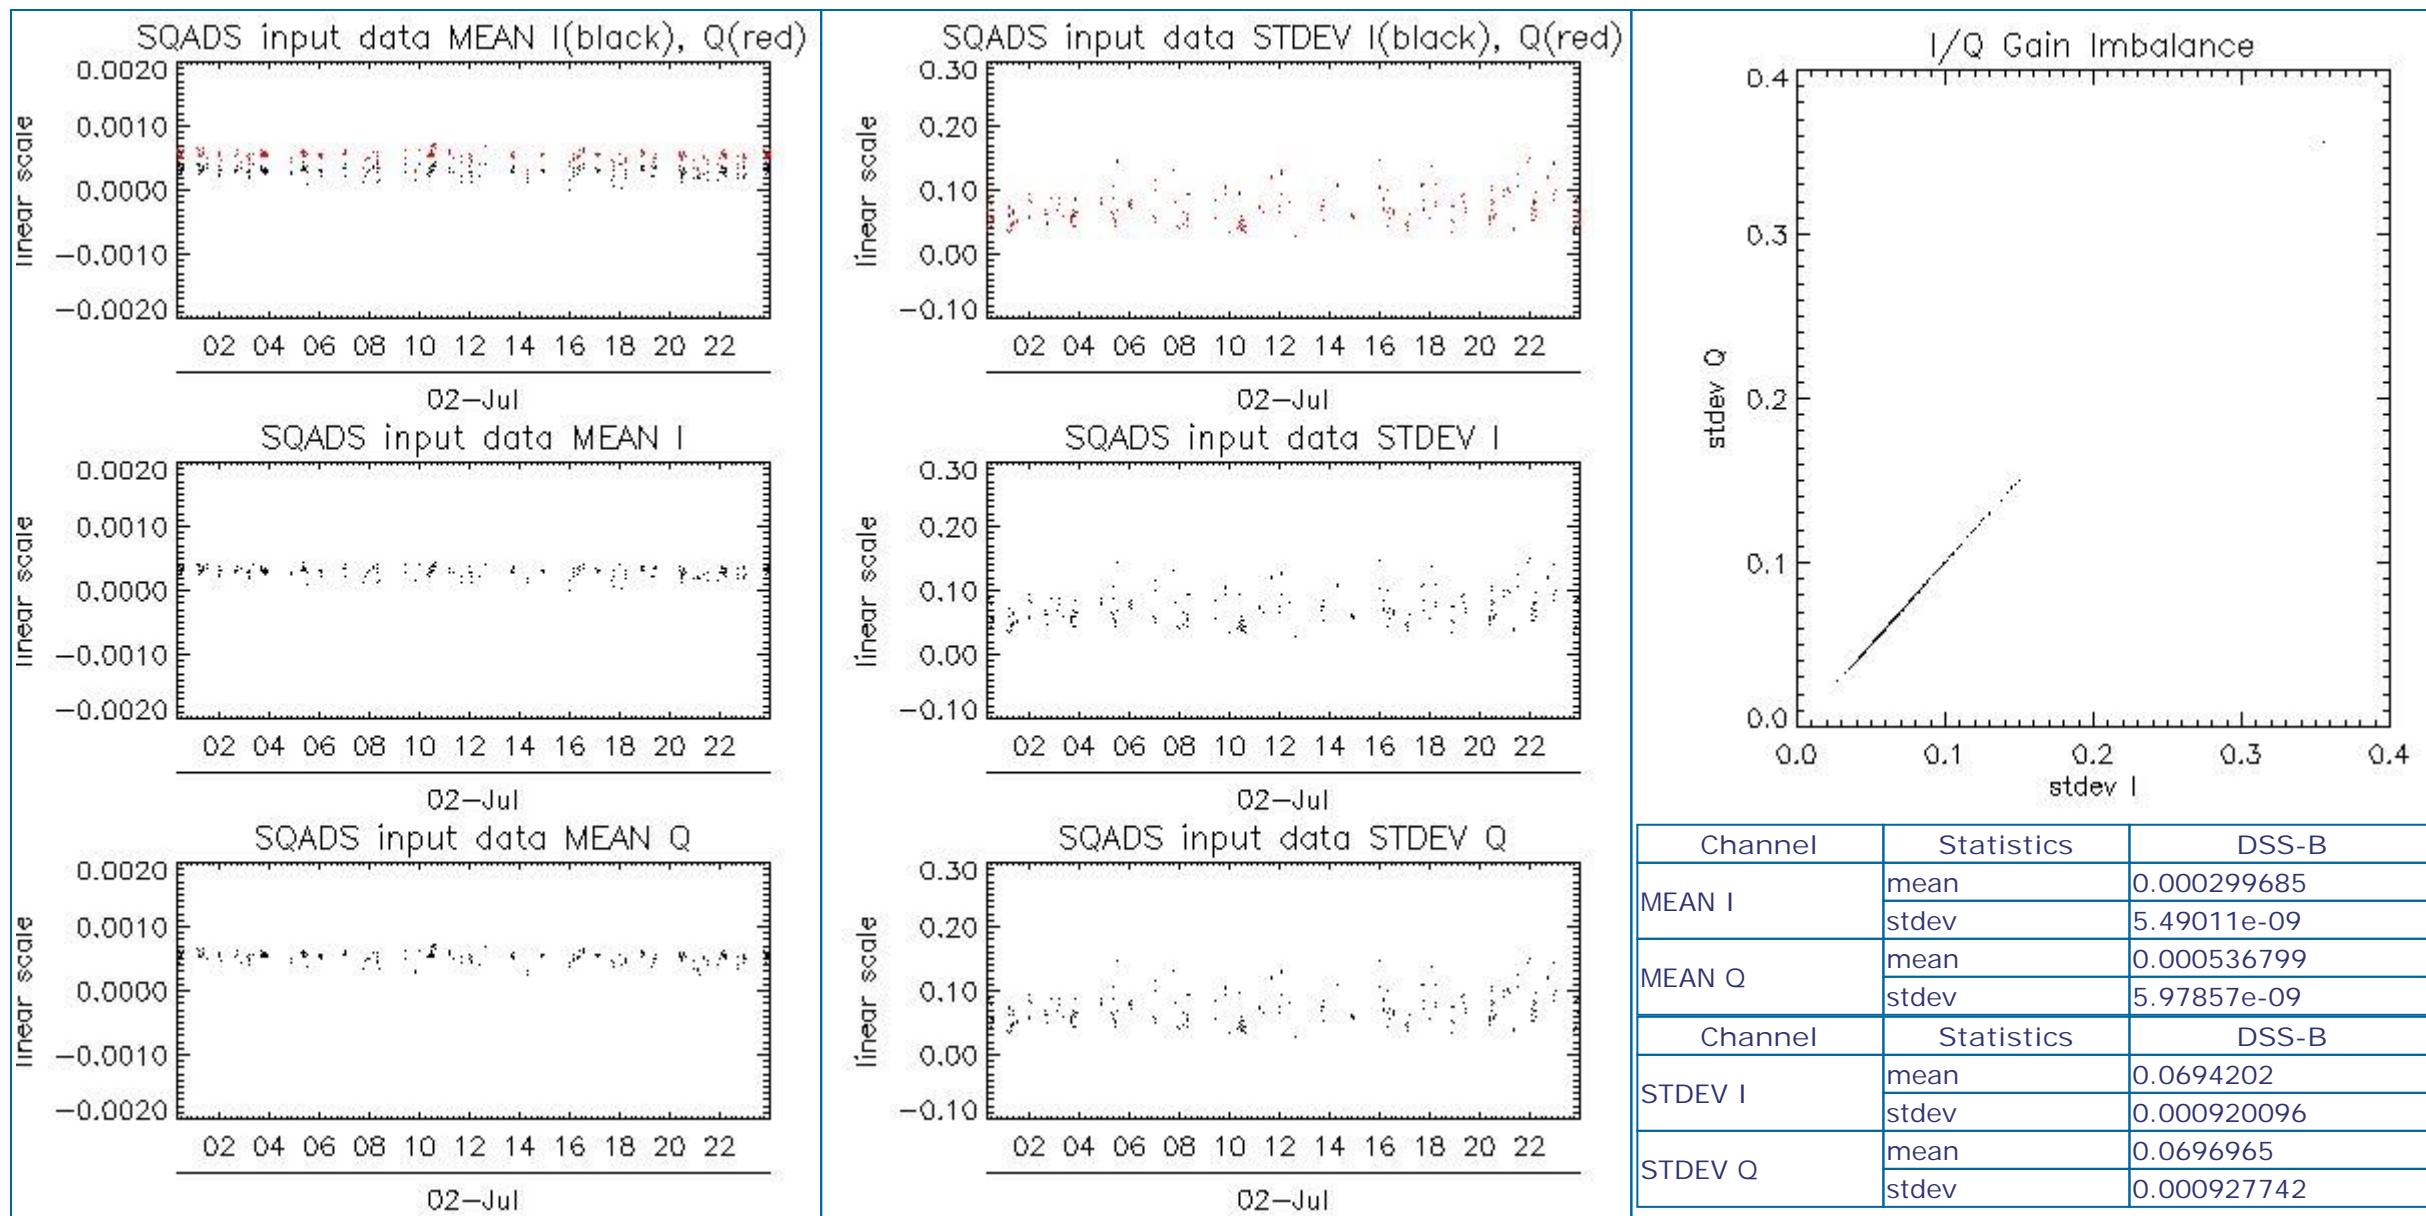 SQADS input data MEAN I(black), Q(red)
0.0020
0.0010
0.0000
-0.0010
-0.0020
linear scale
02 04 06 08 10 12 14 16 18 20 22
02-Jul
SQADS input data MEAN I
0.0020
0.0010
0.0000
-0.0010
-0.0020
linear scale
02 04 06 08 10 12 14 16 18 20 22
02-Jul
SQADS input data MEAN Q
0.0020
0.0010
0.0000
-0.0010
-0.0020
linear scale
02 04 06 08 10 12 14 16 18 20 22
02-Jul
SQADS input data STDEV I(black), Q(red)
0.30
0.20
0.10
0.00
-0.10
linear scale
02 04 06 08 10 12 14 16 18 20 22
02-Jul
SQADS input data STDEV I
0.30
0.20
0.10
0.00
-0.10
linear scale
02 04 06 08 10 12 14 16 18 20 22
02-Jul
SQADS input data STDEV Q
0.30
0.20
0.10
0.00
-0.10
linear scale
02 04 06 08 10 12 14 16 18 20 22
02-Jul
I/Q Gain Imbalance
0.4
0.3
0.2
0.1
0.0
stdev Q
0.0 0.1 0.2 0.3 0.4
stdev I
Channel Statistics DSS-B
MEAN I mean 0.000299685
stdev 5.49011e-09
MEAN Q mean 0.000536799
stdev 5.97857e-09
Channel Statistics DSS-B
STDEV I mean 0.0694202
stdev 0.000920096
STDEV Q mean 0.0696965
stdev 0.000927742